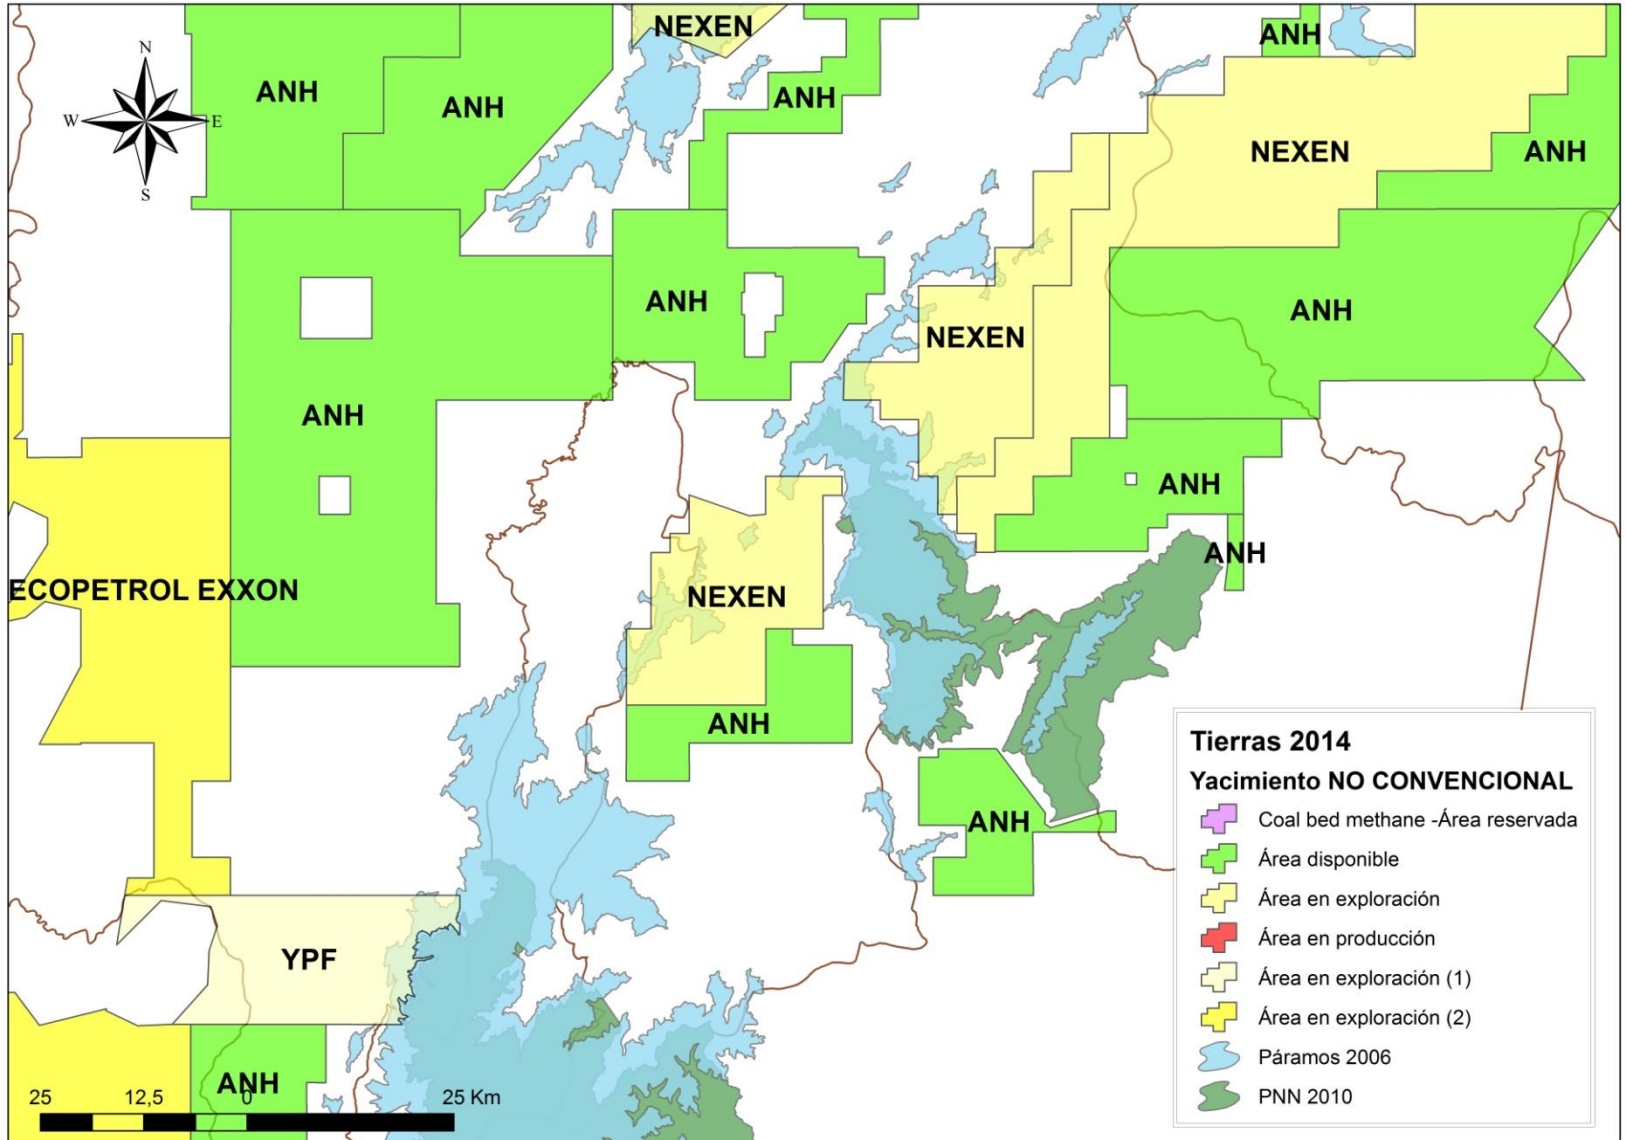 NEXEN
ANH
N
ANH
ANH
ANH
W
E
NEXEN
ANH
S
ANH
ANH
NEXEN
ANH
ANH
ANH
ECOPETROL EXXON
NEXEN
ANH
ANH
ANH
YPF
ANH
25
12,5
0
25 Km
Tierras 2014
Yacimiento NO CONVENCIONAL
Coal bed methane -Área reservada
Área disponible
Área en exploración
Área en producción
Área en exploración (1)
Área en exploración (2)
Páramos 2006
PNN 2010